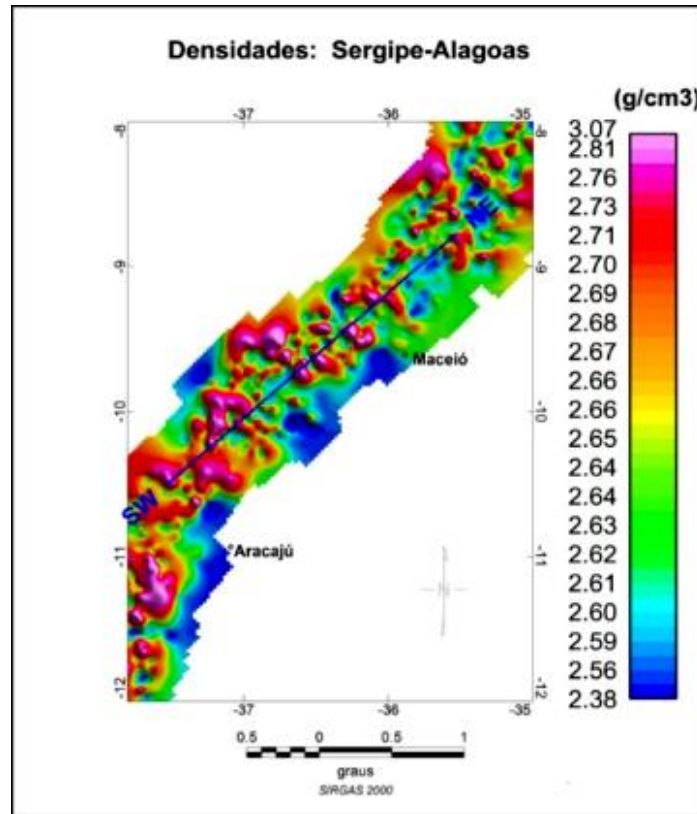 Densidades: Sergipe-Alagoas
(g/cm3)
-37 -36 -35
-8 -8
3.07
2.81
2.76
2.73
2.71
2.70
2.69
2.68
2.67
2.66
2.66
2.65
2.64
2.64
2.63
2.62
2.61
2.60
2.59
2.56
2.38
NE
-9 -9
°Maceió
-10 -10
SW
°Aracajú
-11 -11
N
-12 -12
-37 -36 -35
0.5 0 0.5 1
graus
SIRGAS 2000